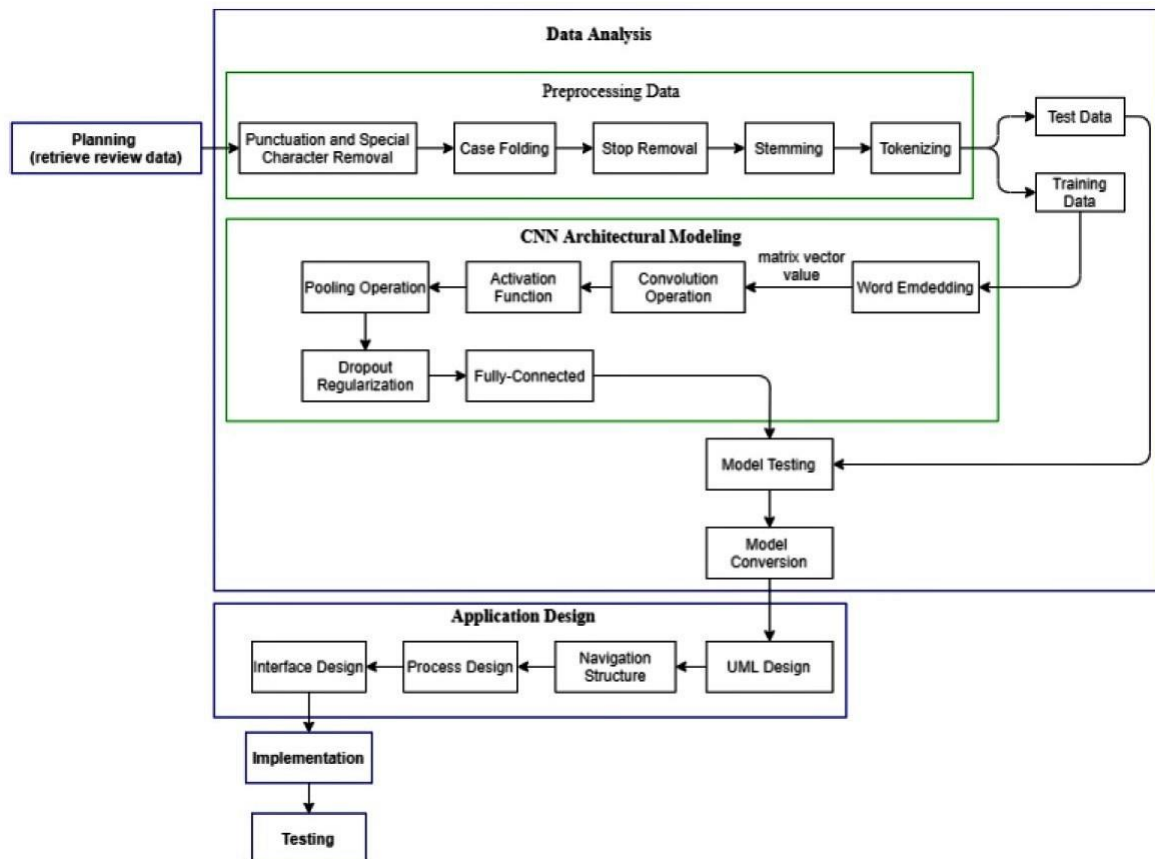 Data Analysis
Preprocessing Data
Planning
(retrieve review data)
Punctuation and Special
Character Removal
Case Folding
Stop Removal
Stemming
Tokenizing
Test Data
Training
Data
CNN Architectural Modeling
Pooling Operation
Activation
Function
Convolution
Operation
matrix vector
value
Word Emdedding
Dropout
Regularization
Fully-Connected
Model Testing
Model
Conversion
Application Design
Interface Design
Process Design
Navigation
Structure
UML Design
Implementation
Testing